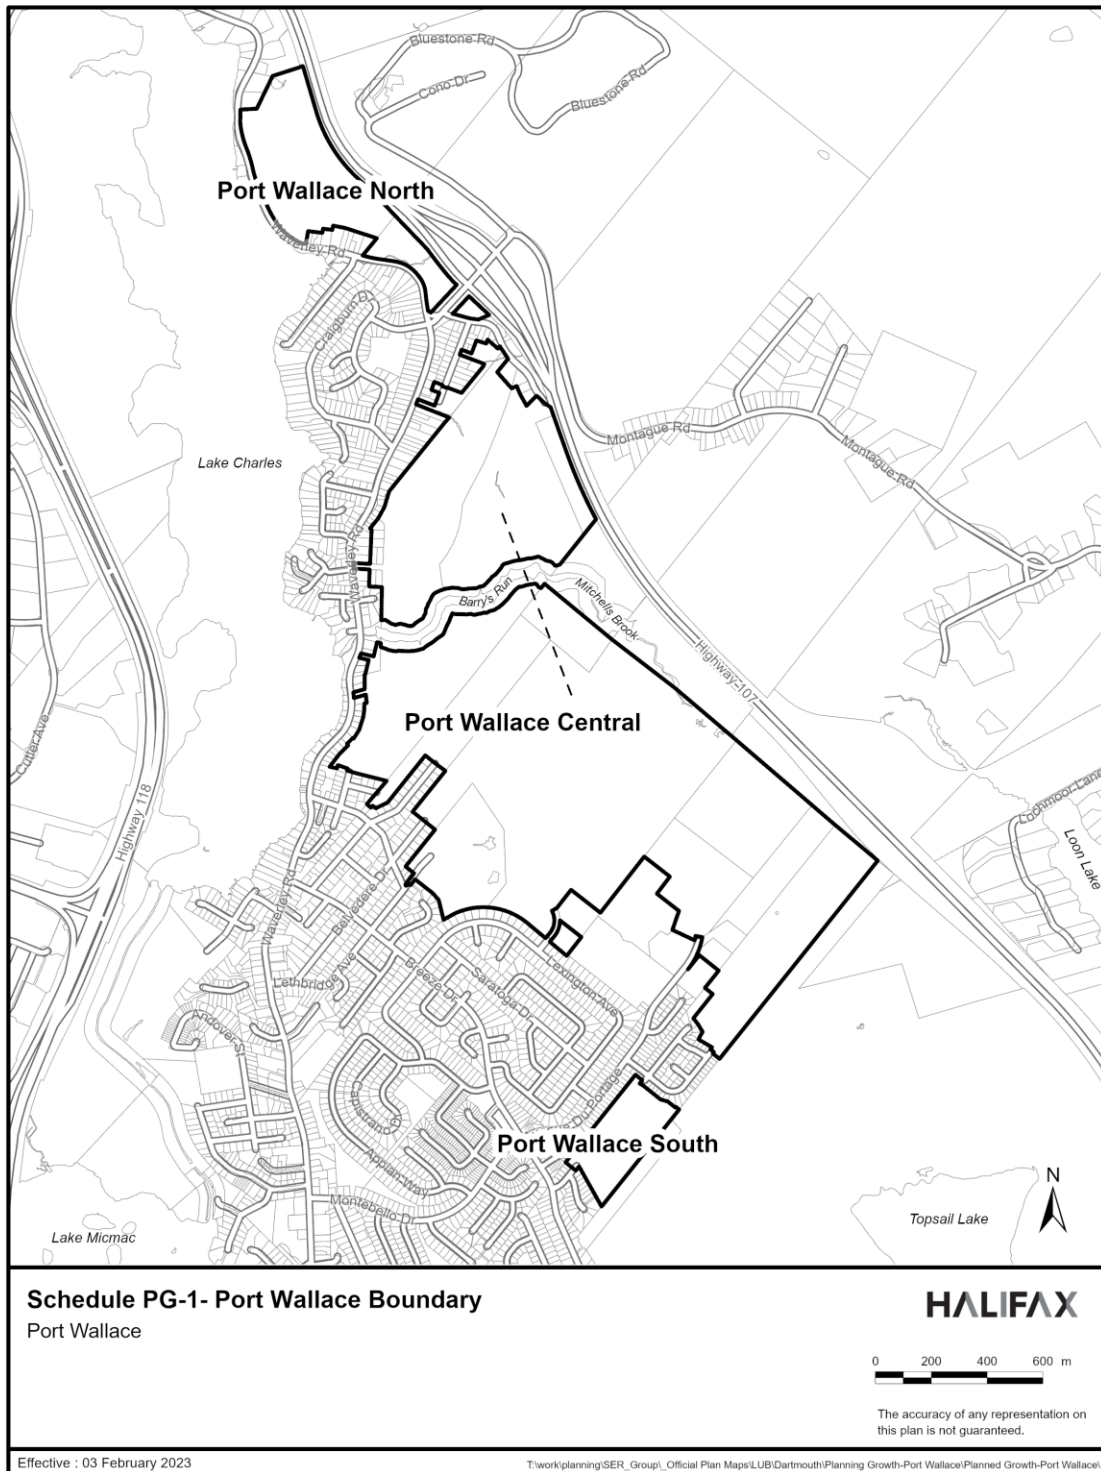 Bluestone Rd
Cono Dr
Bluestone Rd
Port Wallace North
Waverley Rd
Craigburn Dr
Montague Rd
Montague Rd
Lake Charles
Waverley Rd
Barry's Run
Mitchells Brook
Highway 107
Port Wallace Central
Cutler Ave
Highway 118
Lochmoor Lane
Loon Lake
Waverley Rd
Belvedere Dr
Lethbridge Ave
Breeze Dr
Saratoga Dr
Lexington Ave
Andover St
Capistrano Dr
Du Portage
Port Wallace South
Appian Way
Montebello Dr
Lake Micmac
Topsail Lake
N
Schedule PG-1- Port Wallace Boundary
Port Wallace
HALIFAX
0 200 400 600 m
The accuracy of any representation on
this plan is not guaranteed.
Effective : 03 February 2023
T:\work\planning\SER_Group\_Official Plan Maps\LUB\Dartmouth\Planning Growth-Port Wallace\Planned Growth-Port Wallace\